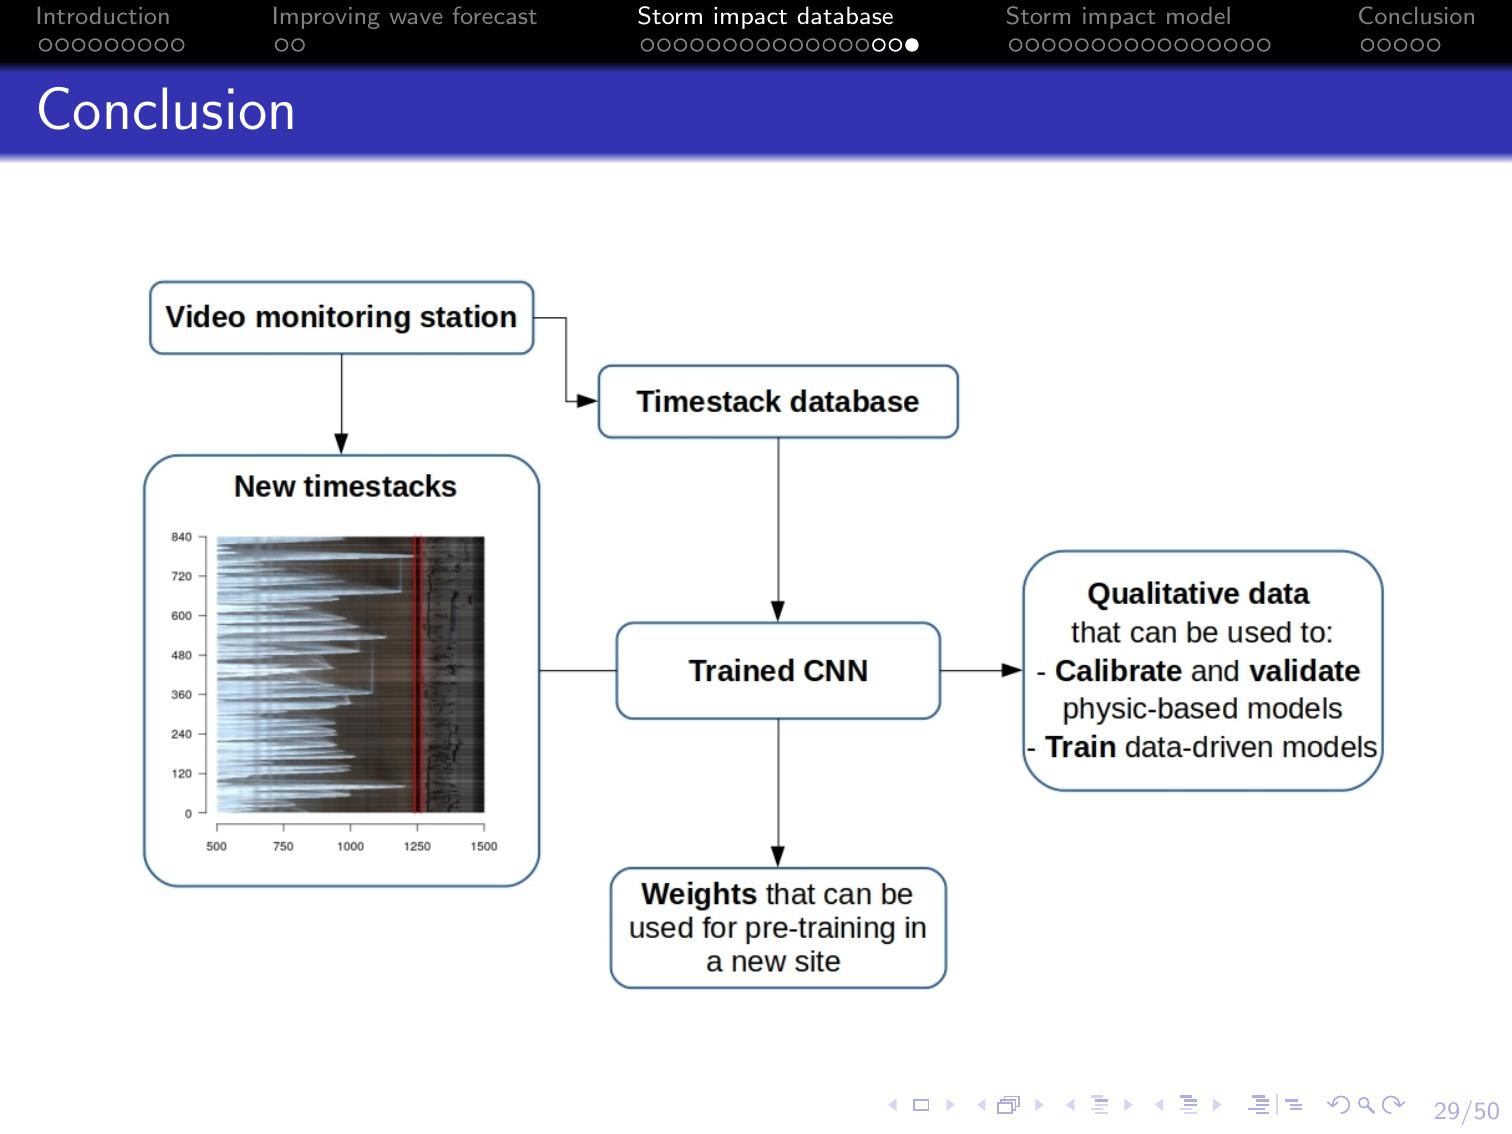 Introduction
Improving wave forecast
Storm impact database
Storm impact model
Conclusion
Conclusion
Video monitoring station
Timestack database
New timestacks
840
720
600
480
360
240
120
0
500 750 1000 1250 1500
Trained CNN
Qualitative data
that can be used to:
- Calibrate and validate
physic-based models
- Train data-driven models
Weights that can be
used for pre-training in
a new site
29/50